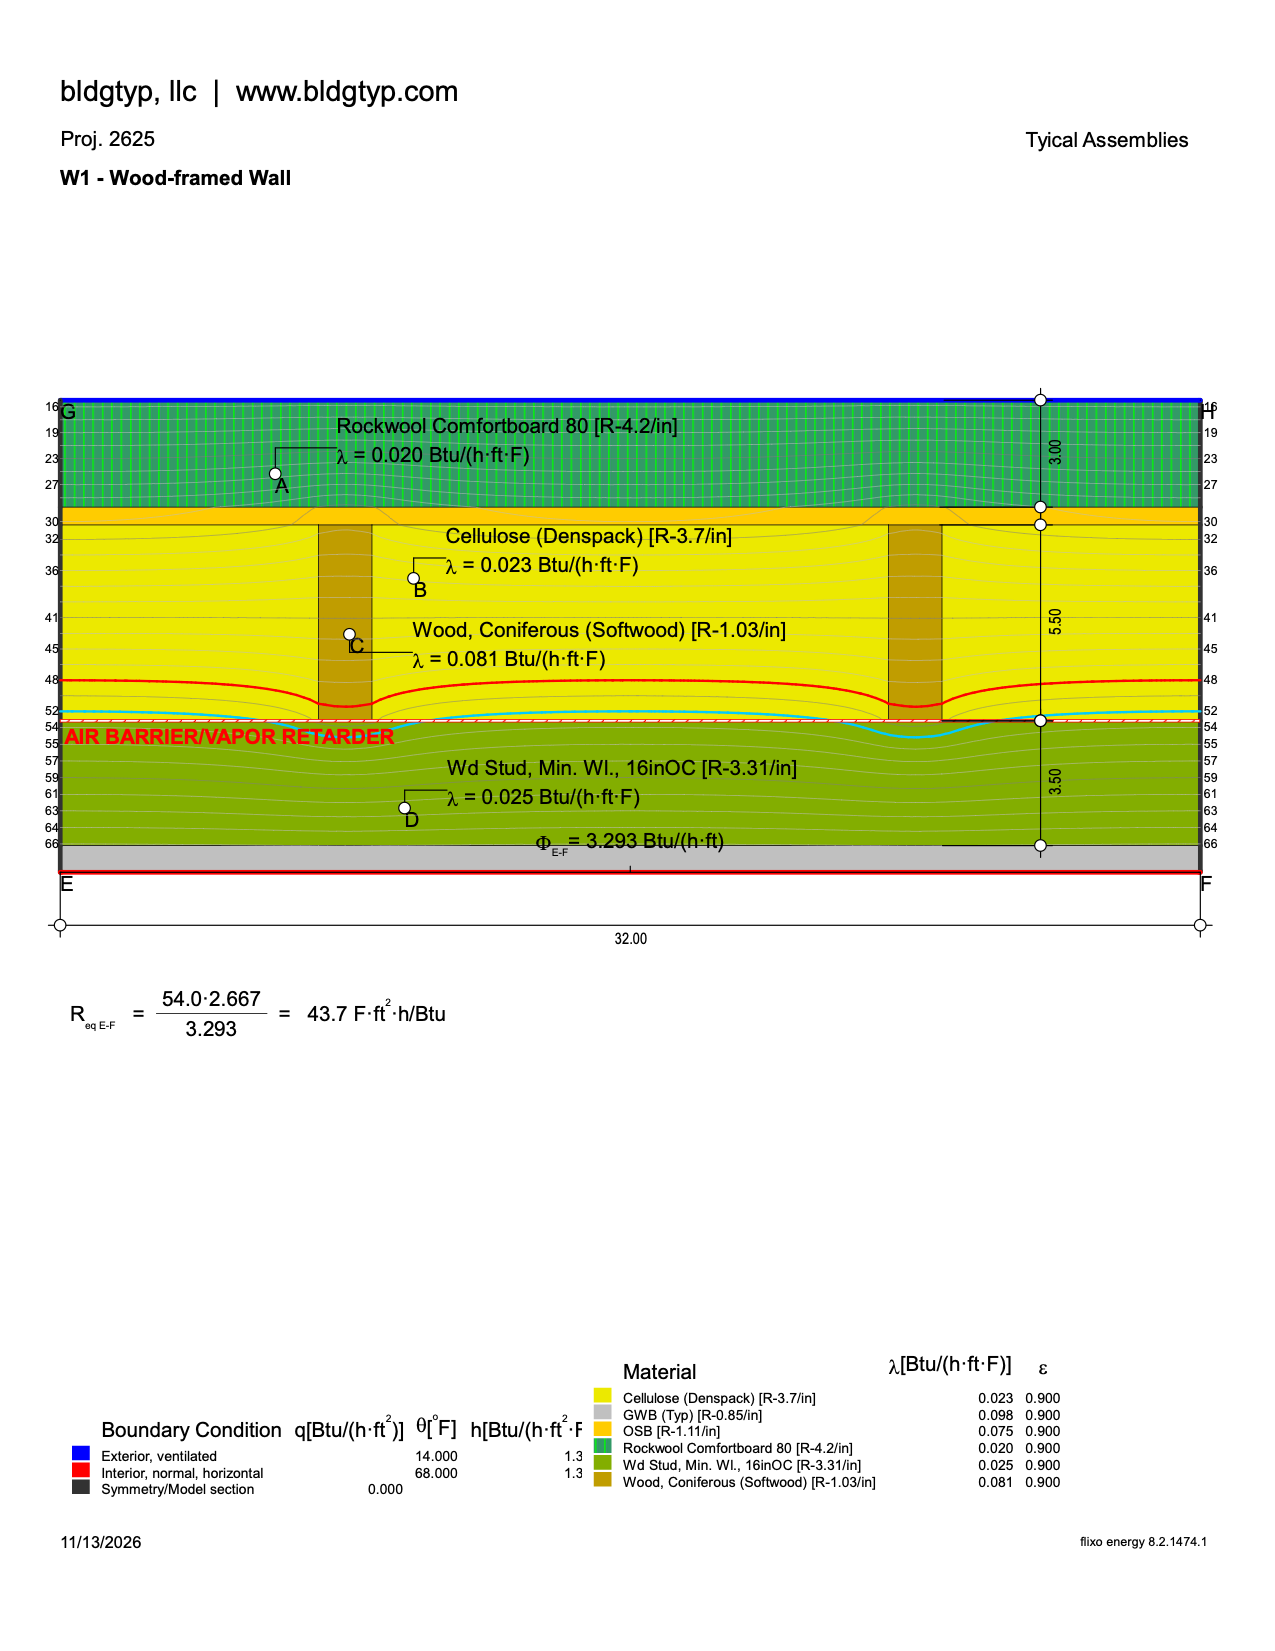 bldgtyp, llc | www.bldgtyp.com
Proj. 2625
Tyical Assemblies
W1 - Wood-framed Wall
G
H
16
16
19
19
23
23
27
27
30
30
32
32
36
36
41
41
45
45
48
48
52
52
54
54
55
55
57
57
59
59
61
61
63
63
64
64
66
66
Rockwool Comfortboard 80 [R-4.2/in]
λ = 0.020 Btu/(h·ft·F)
A
3.00
Cellulose (Denspack) [R-3.7/in]
λ = 0.023 Btu/(h·ft·F)
B
5.50
Wood, Coniferous (Softwood) [R-1.03/in]
C
λ = 0.081 Btu/(h·ft·F)
AIR BARRIER/VAPOR RETARDER
Wd Stud, Min. Wl., 16inOC [R-3.31/in]
λ = 0.025 Btu/(h·ft·F)
D
3.50
Φ E-F = 3.293 Btu/(h·ft)
E
F
32.00
R eq E-F = 54.0·2.667 / 3.293 = 43.7 F·ft²·h/Btu
Boundary Condition q[Btu/(h·ft²)] θ[°F] h[Btu/(h·ft²·F
Exterior, ventilated 14.000 1.3
Interior, normal, horizontal 68.000 1.3
Symmetry/Model section 0.000
Material λ[Btu/(h·ft·F)] ε
Cellulose (Denspack) [R-3.7/in] 0.023 0.900
GWB (Typ) [R-0.85/in] 0.098 0.900
OSB [R-1.11/in] 0.075 0.900
Rockwool Comfortboard 80 [R-4.2/in] 0.020 0.900
Wd Stud, Min. Wl., 16inOC [R-3.31/in] 0.025 0.900
Wood, Coniferous (Softwood) [R-1.03/in] 0.081 0.900
11/13/2026
flixo energy 8.2.1474.1